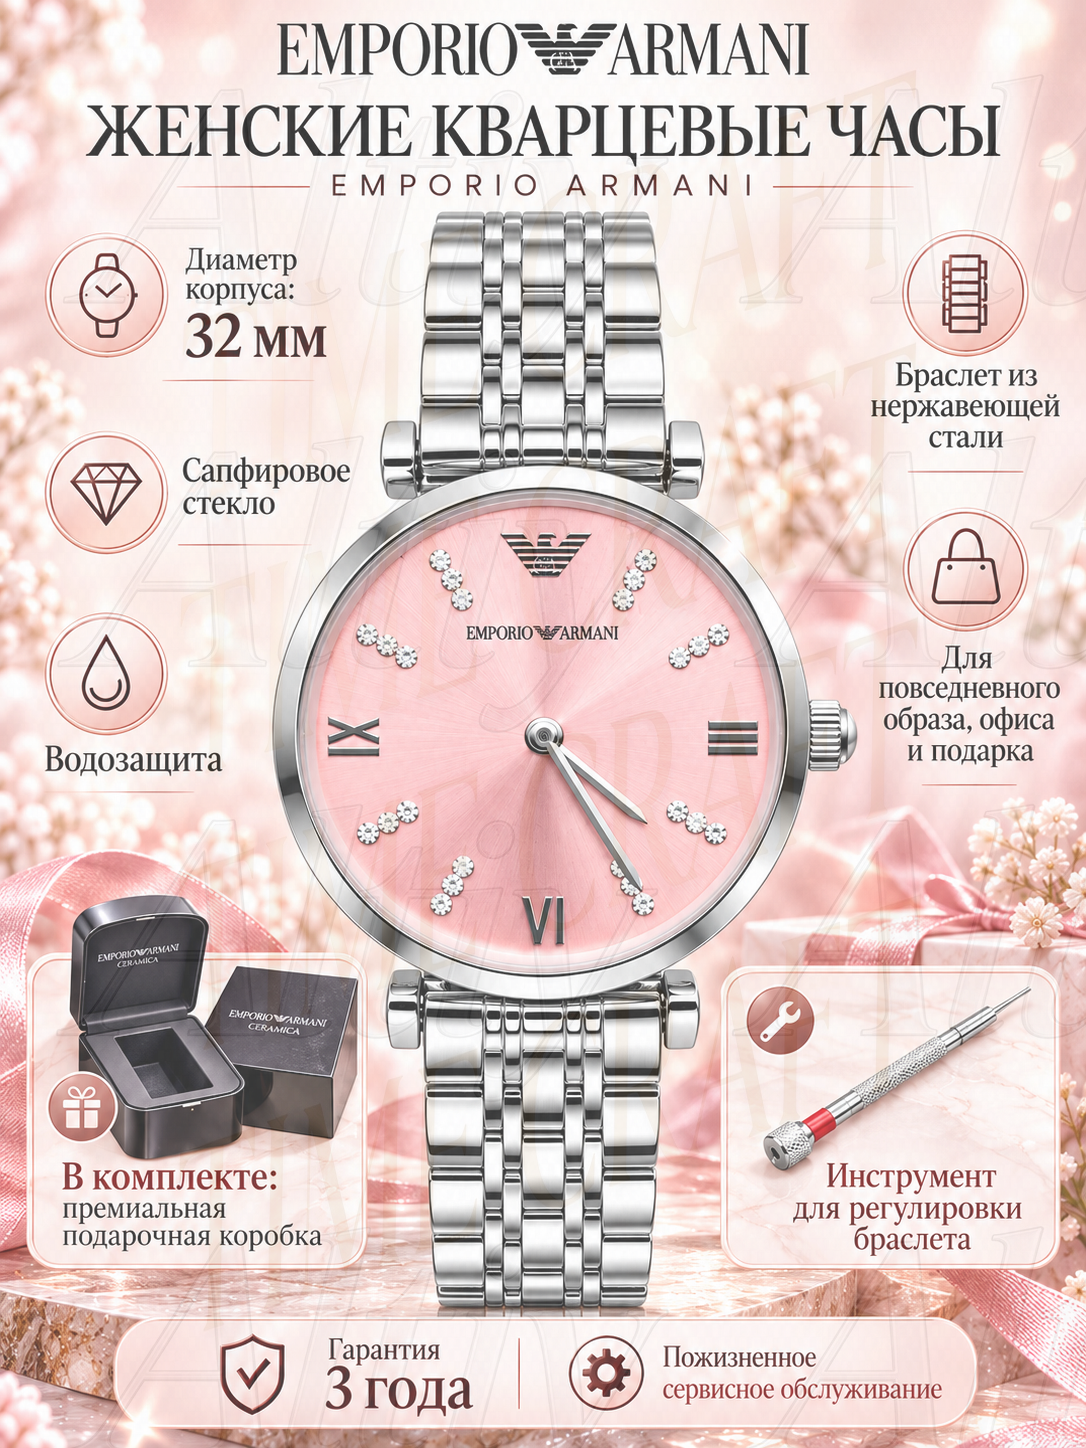 EMPORIO ARMANI
ЖЕНСКИЕ КВАРЦЕВЫЕ ЧАСЫ
EMPORIO ARMANI
Диаметр
корпуса:
32 мм
Сапфировое
стекло
Водозащита
Браслет из
нержавеющей
стали
Для
повседневного
образа, офиса
и подарка
EMPORIO ARMANI
III
VI
IX
EMPORIO ARMANI
CERAMICA
EMPORIO ARMANI
CERAMICA
В комплекте:
премиальная
подарочная коробка
Инструмент
для регулировки
браслета
Гарантия
3 года
Пожизненное
сервисное обслуживание